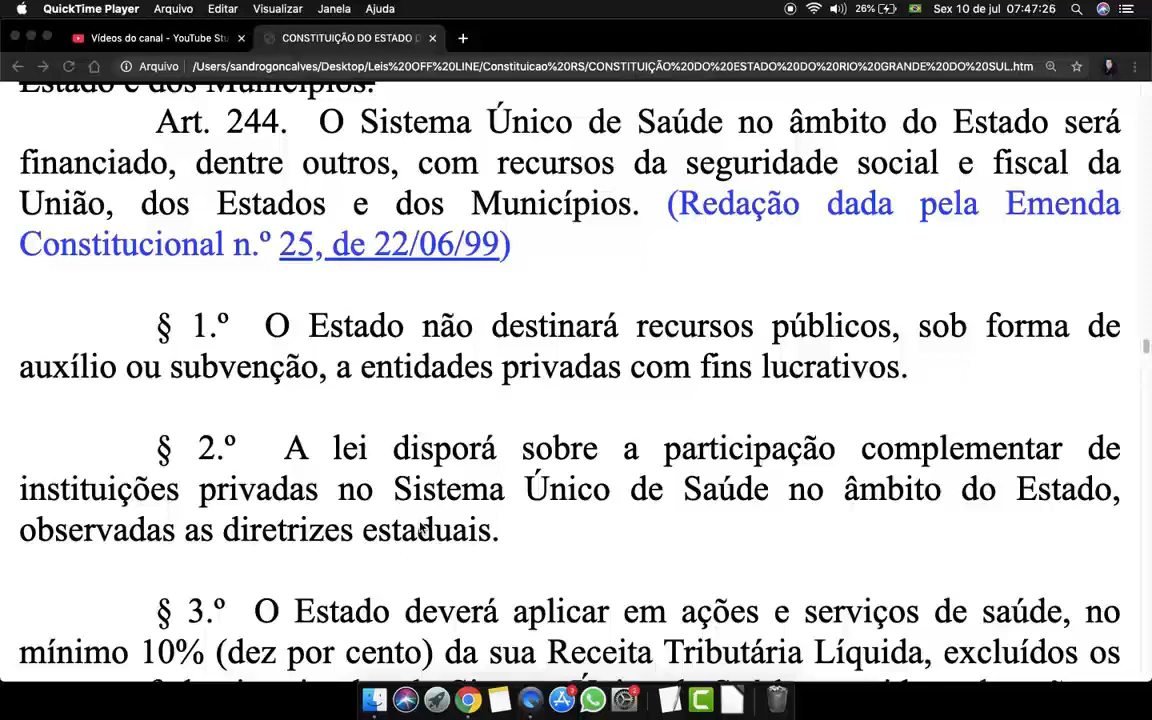 QuickTime Player Arquivo Editar Visualizar Janela Ajuda 26% Sex 10 de jul 07:47:26
Vídeos do canal - YouTube Stu CONSTITUIÇÃO DO ESTADO D
Arquivo /Users/sandrogoncalves/Desktop/Leis%20OFF%20LINE/Constituicao%20RS/CONSTITUIÇÃO%20DO%20ESTADO%20DO%20RIO%20GRANDE%20DO%20SUL.htm
Estado e dos Municípios.
Art. 244. O Sistema Único de Saúde no âmbito do Estado será
financiado, dentre outros, com recursos da seguridade social e fiscal da
União, dos Estados e dos Municípios. (Redação dada pela Emenda
Constitucional n.º 25, de 22/06/99)
§ 1.º O Estado não destinará recursos públicos, sob forma de
auxílio ou subvenção, a entidades privadas com fins lucrativos.
§ 2.º A lei disporá sobre a participação complementar de
instituições privadas no Sistema Único de Saúde no âmbito do Estado,
observadas as diretrizes estaduais.
§ 3.º O Estado deverá aplicar em ações e serviços de saúde, no
mínimo 10% (dez por cento) da sua Receita Tributária Líquida, excluídos os